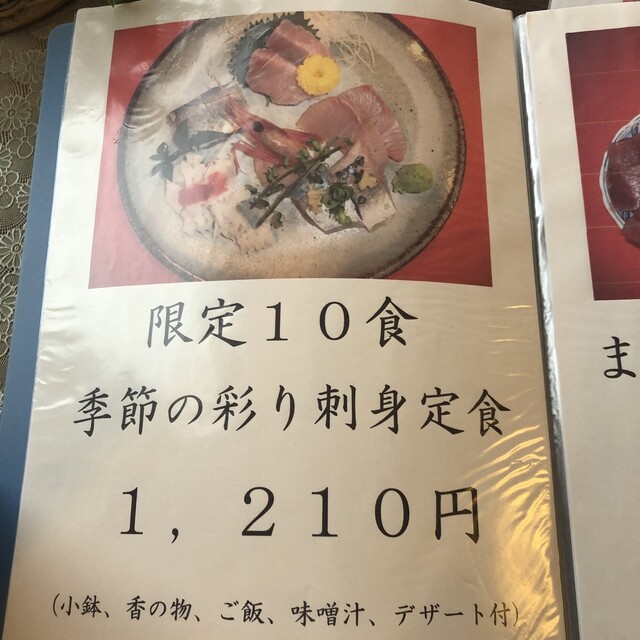 限定１０食
季節の彩り刺身定食
１，２１０円
（小鉢、香の物、ご飯、味噌汁、デザート付）
ま